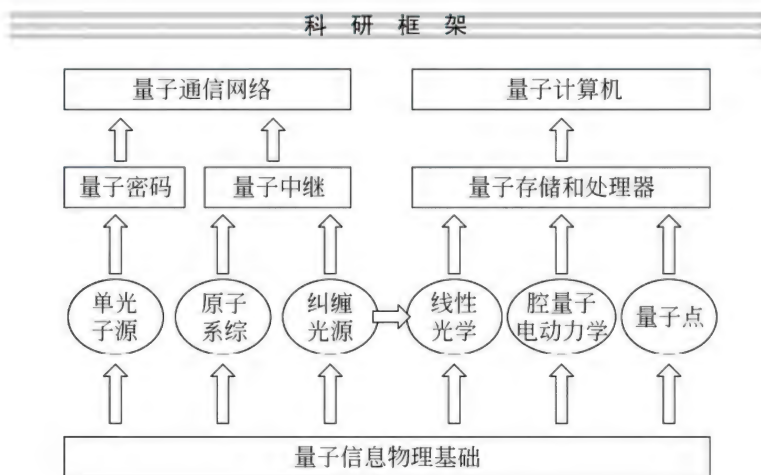 科研框架
量子通信网络 量子计算机
量子密码 量子中继 量子存储和处理器
单光 原子 纠缠 线性 腔量子 量子点
子源 系综 光源 光学 电动力学
量子信息物理基础